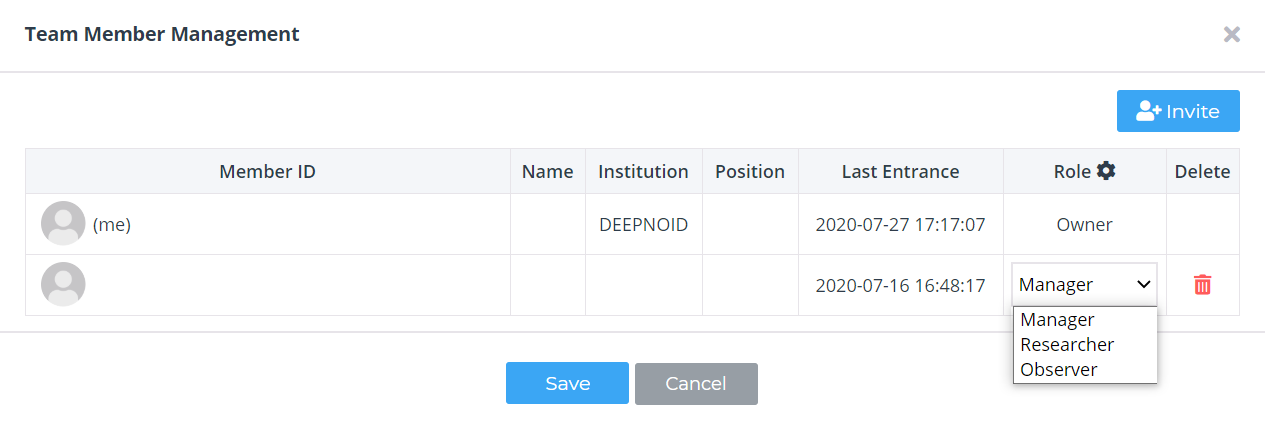 Team Member Management
Invite
Member ID Name Institution Position Last Entrance Role Delete
(me) DEEPNOID 2020-07-27 17:17:07 Owner
2020-07-16 16:48:17 Manager
Manager
Researcher
Observer
Save Cancel